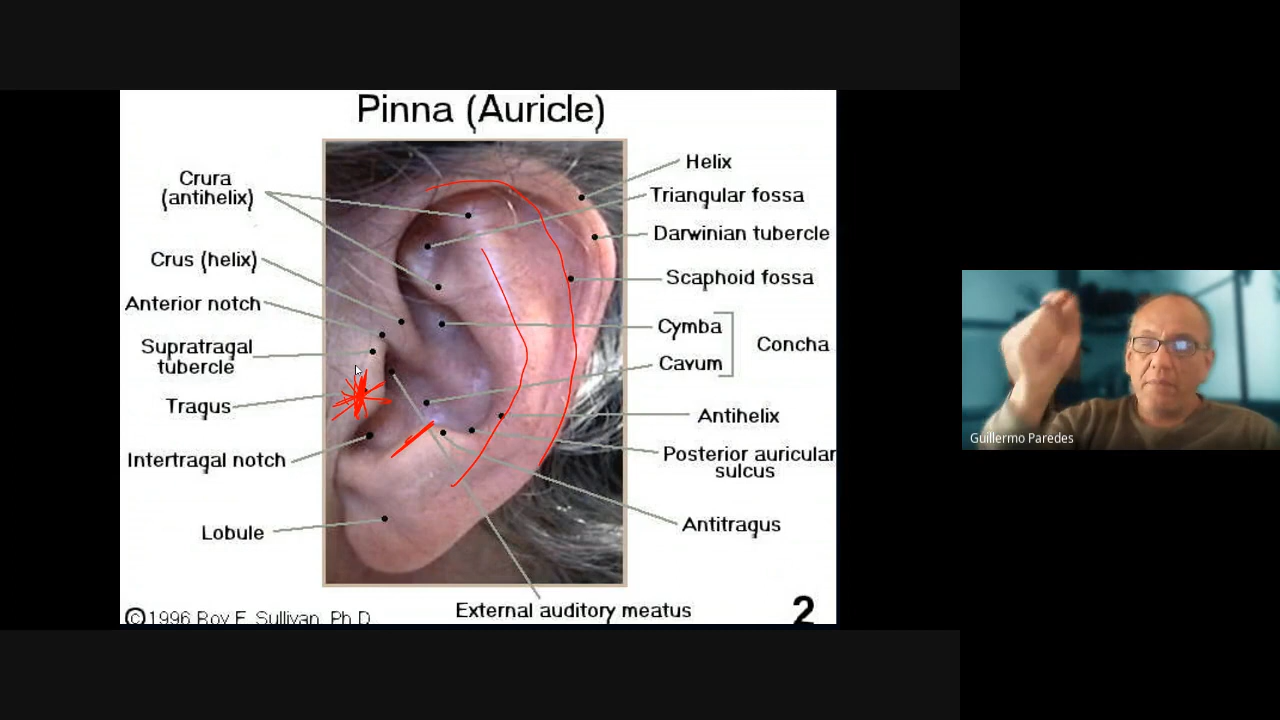 Pinna (Auricle)
Crura
(antihelix)
Crus (helix)
Anterior notch
Supratragal
tubercle
Tragus
Intertragal notch
Lobule
Helix
Triangular fossa
Darwinian tubercle
Scaphoid fossa
Cymba
Concha
Cavum
Antihelix
Posterior auricular
sulcus
Antitragus
External auditory meatus
©1996 Roy F. Sullivan, Ph.D.
2
Guillermo Paredes